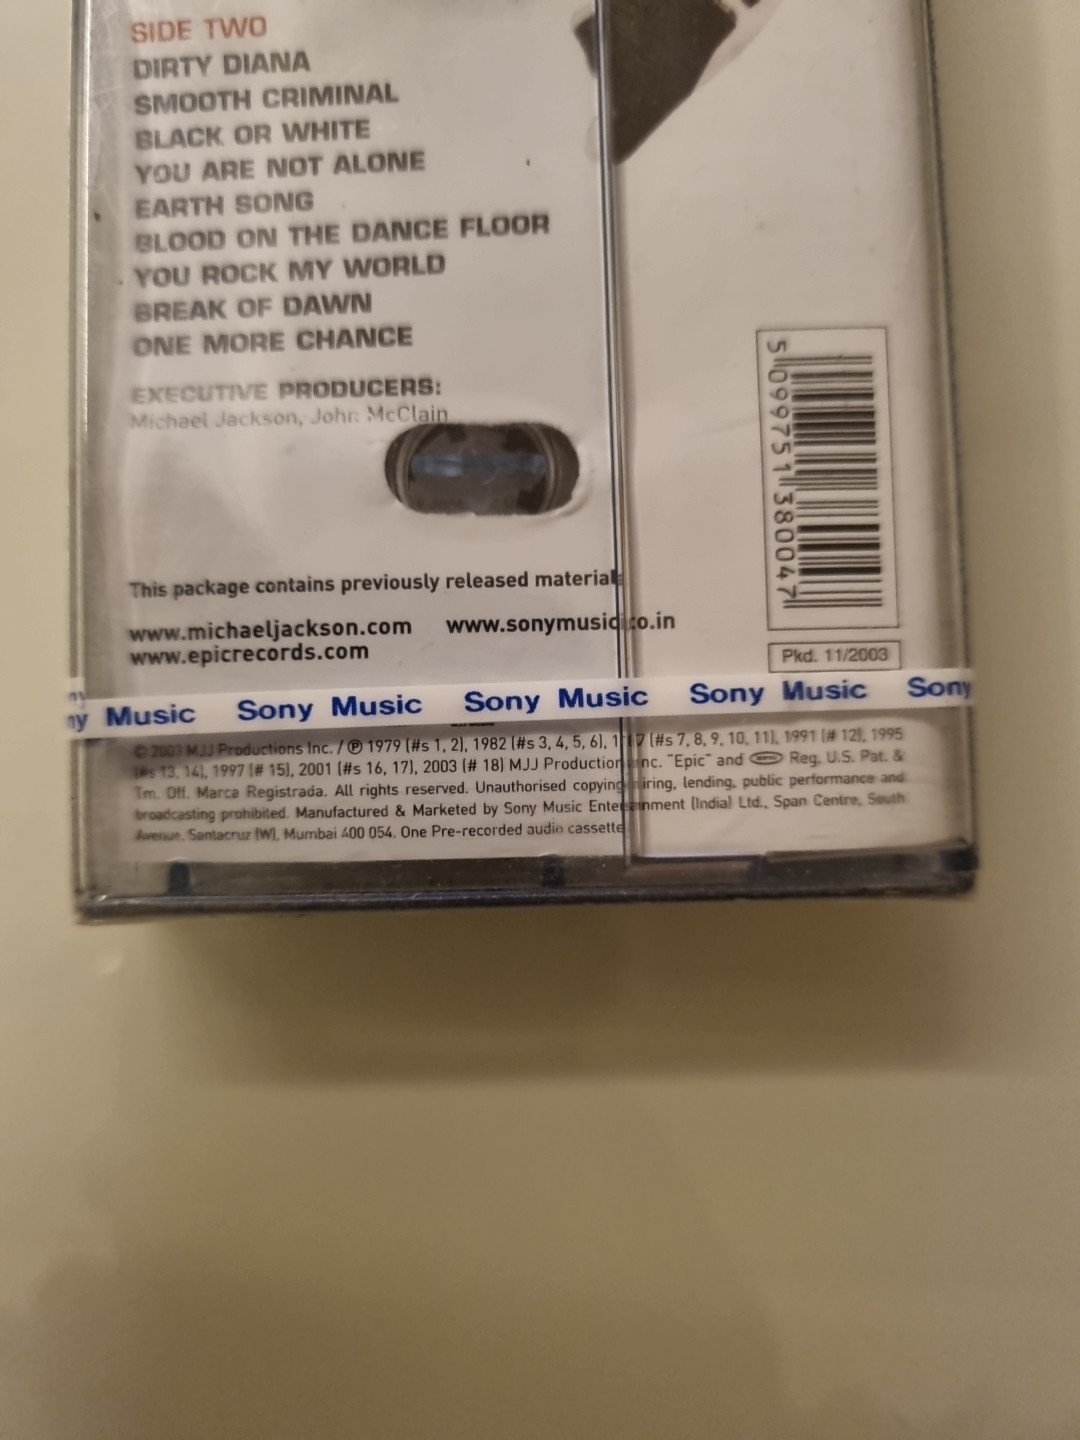 SIDE TWO
DIRTY DIANA
SMOOTH CRIMINAL
BLACK OR WHITE
YOU ARE NOT ALONE
EARTH SONG
BLOOD ON THE DANCE FLOOR
YOU ROCK MY WORLD
BREAK OF DAWN
ONE MORE CHANCE
EXECUTIVE PRODUCERS:
Michael Jackson, John McClain
5 099751 380047
This package contains previously released material
www.michaeljackson.com www.sonymusic.co.in
www.epicrecords.com
Pkd. 11/2003
ny Music Sony Music Sony Music Sony Music Sony
© 2003 MJJ Productions Inc. / ℗ 1979 (#s 1, 2), 1982 (#s 3, 4, 5, 6), (#s 7, 8, 9, 10, 11), 1991 (# 12), 1995
(#s 13, 14), 1997 (# 15), 2001 (#s 16, 17), 2003 (# 18) MJJ Production Inc. "Epic" and Reg. U.S. Pat. &
Tm. Off. Marca Registrada. All rights reserved. Unauthorised copying hiring, lending, public performance and
broadcasting prohibited. Manufactured & Marketed by Sony Music Entertainment (India) Ltd., Span Centre, South
Avenue, Santacruz (W), Mumbai 400 054. One Pre-recorded audio cassette